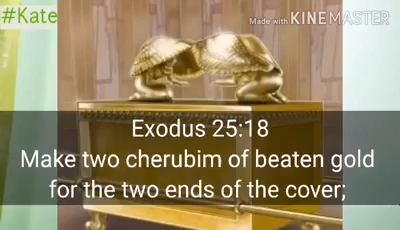 #Kate
Made with KINEMASTER
Exodus 25:18
Make two cherubim of beaten gold
for the two ends of the cover;